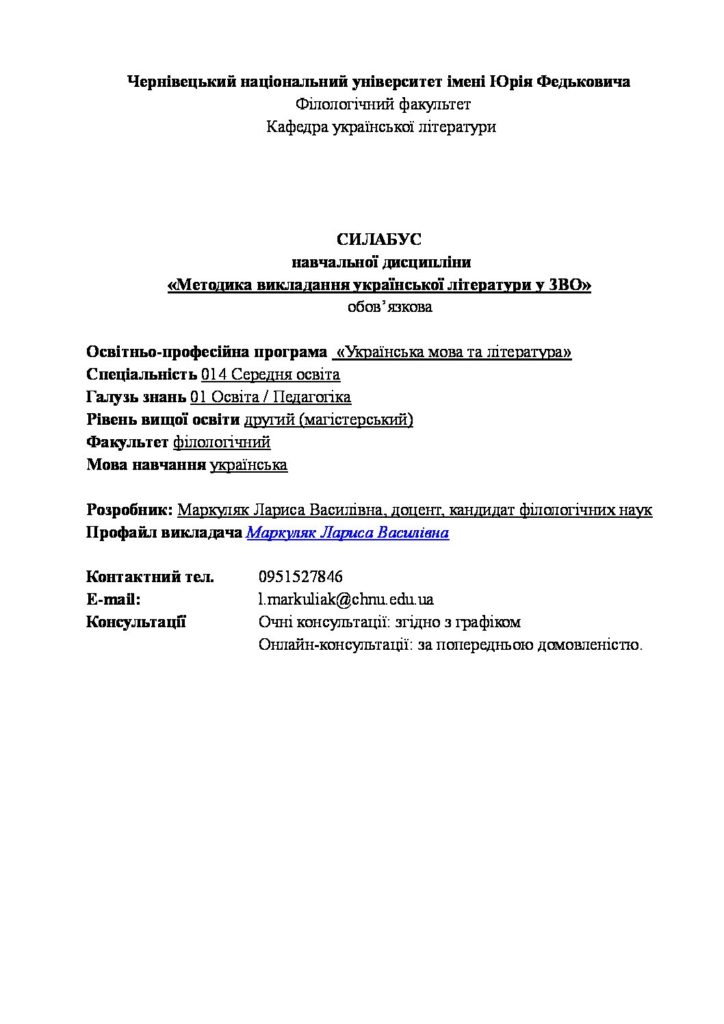 Чернівецький національний університет імені Юрія Федьковича
Філологічний факультет
Кафедра української літератури
СИЛАБУС
навчальної дисципліни
«Методика викладання української літератури у ЗВО»
обов’язкова
Освітньо-професійна програма «Українська мова та література»
Спеціальність 014 Середня освіта
Галузь знань 01 Освіта / Педагогіка
Рівень вищої освіти другий (магістерський)
Факультет філологічний
Мова навчання українська
Розробник: Маркуляк Лариса Василівна, доцент, кандидат філологічних наук
Профайл викладача Маркуляк Лариса Василівна
Контактний тел. 0951527846
E-mail: l.markuliak@chnu.edu.ua
Консультації Очні консультації: згідно з графіком
Онлайн-консультації: за попередньою домовленістю.